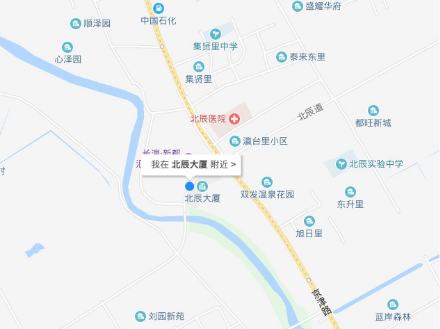 盛耀华府
顺泽园
中国石化
集贤里中学
心泽园
泰来东里
集贤里
北辰道
北辰医院
都旺新城
瀛台里小区
我在 北辰大厦 附近 >
北辰实验中学
双发温泉花园
北辰大厦
东升里
旭日里
刘园新苑
蓝岸森林
村